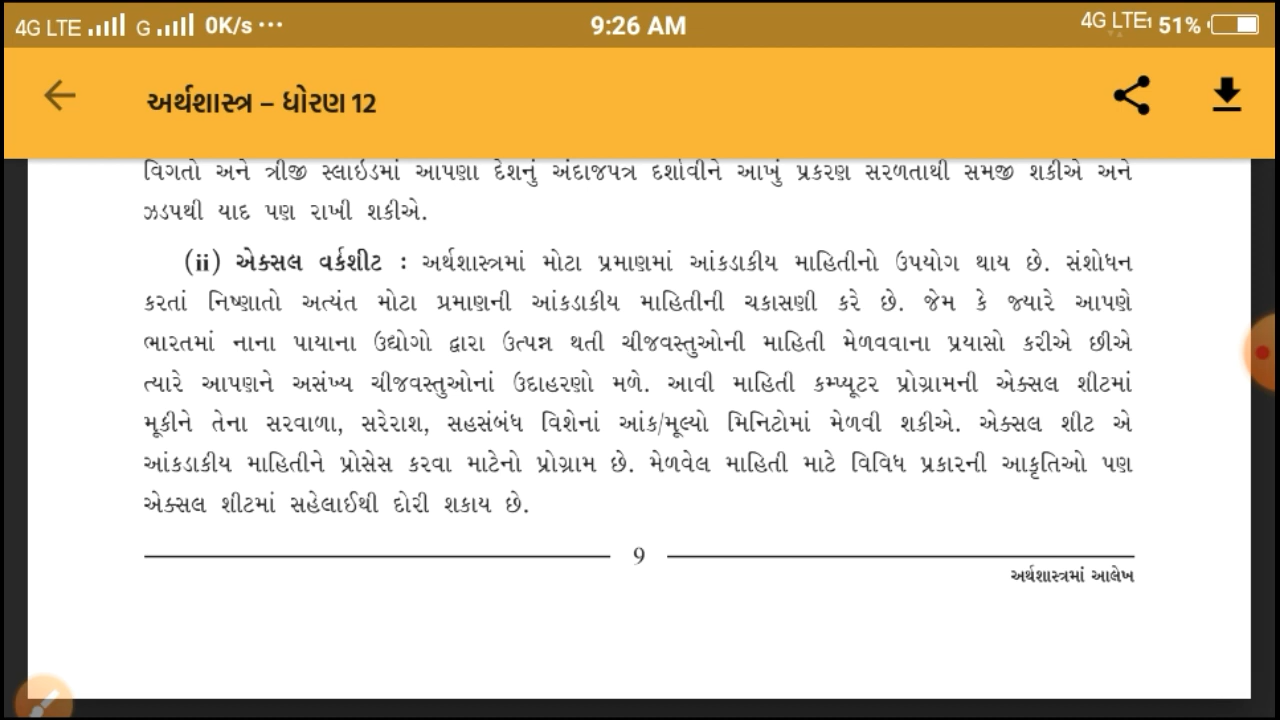 4G LTE G 0K/s ... 9:26 AM 4G LTE 51%
અર્થશાસ્ત્ર – ધોરણ 12
વિગતો અને ત્રીજી સ્લાઇડમાં આપણા દેશનું અંદાજપત્ર દર્શાવીને આખું પ્રકરણ સરળતાથી સમજી શકીએ અને
ઝડપથી યાદ પણ રાખી શકીએ.
(ii) એક્સલ વર્કશીટ : અર્થશાસ્ત્રમાં મોટા પ્રમાણમાં આંકડાકીય માહિતીનો ઉપયોગ થાય છે. સંશોધન
કરતાં નિષ્ણાતો અત્યંત મોટા પ્રમાણની આંકડાકીય માહિતીની ચકાસણી કરે છે. જેમ કે જ્યારે આપણે
ભારતમાં નાના પાયાના ઉદ્યોગો દ્વારા ઉત્પન્ન થતી ચીજવસ્તુઓની માહિતી મેળવવાના પ્રયાસો કરીએ છીએ
ત્યારે આપણને અસંખ્ય ચીજવસ્તુઓનાં ઉદાહરણો મળે. આવી માહિતી કમ્પ્યૂટર પ્રોગ્રામની એક્સલ શીટમાં
મૂકીને તેના સરવાળા, સરેરાશ, સહસંબંધ વિશેનાં આંક/મૂલ્યો મિનિટોમાં મેળવી શકીએ. એક્સલ શીટ એ
આંકડાકીય માહિતીને પ્રોસેસ કરવા માટેનો પ્રોગ્રામ છે. મેળવેલ માહિતી માટે વિવિધ પ્રકારની આકૃતિઓ પણ
એક્સલ શીટમાં સહેલાઈથી દોરી શકાય છે.
9
અર્થશાસ્ત્રમાં આલેખ